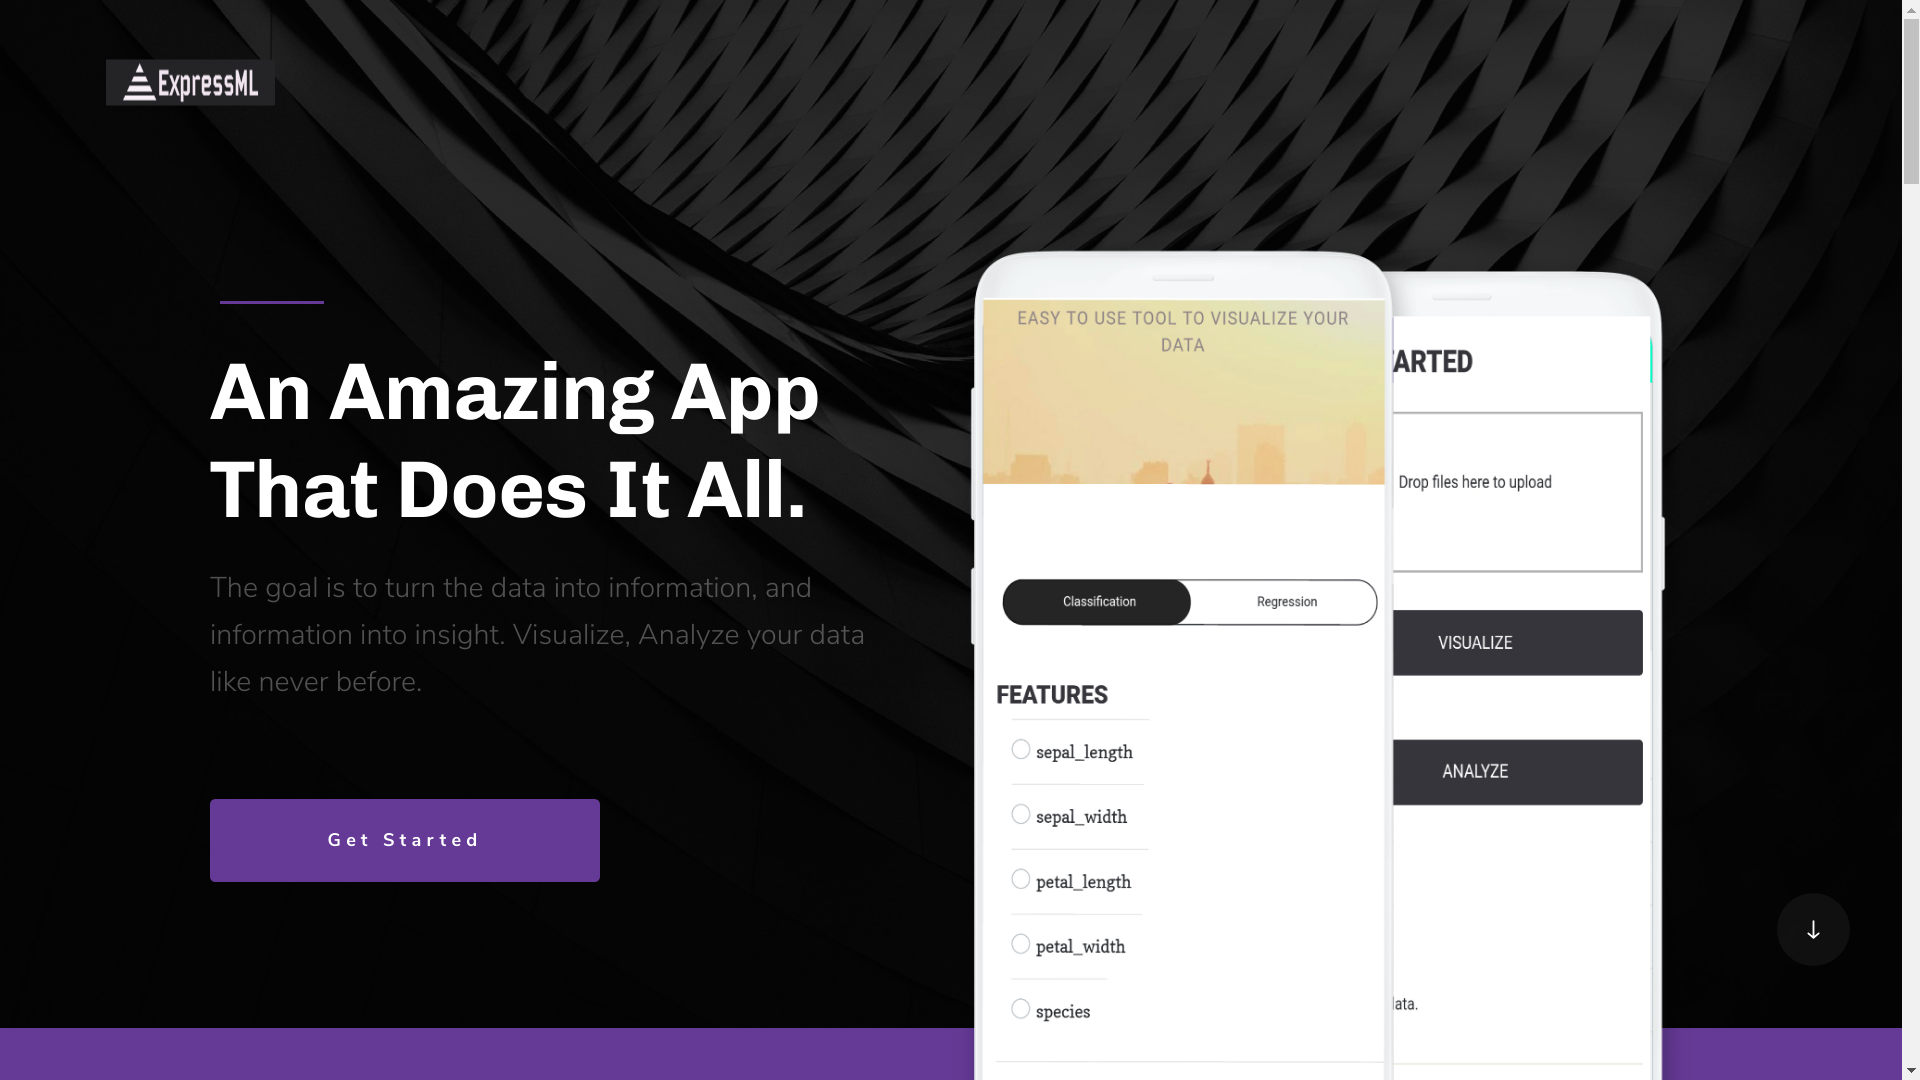 ExpressML
An Amazing App
That Does It All.
The goal is to turn the data into information, and
information into insight. Visualize, Analyze your data
like never before.
Get Started
EASY TO USE TOOL TO VISUALIZE YOUR
DATA
Classification
Regression
FEATURES
sepal_length
sepal_width
petal_length
petal_width
species
ARTED
Drop files here to upload
VISUALIZE
ANALYZE
data.